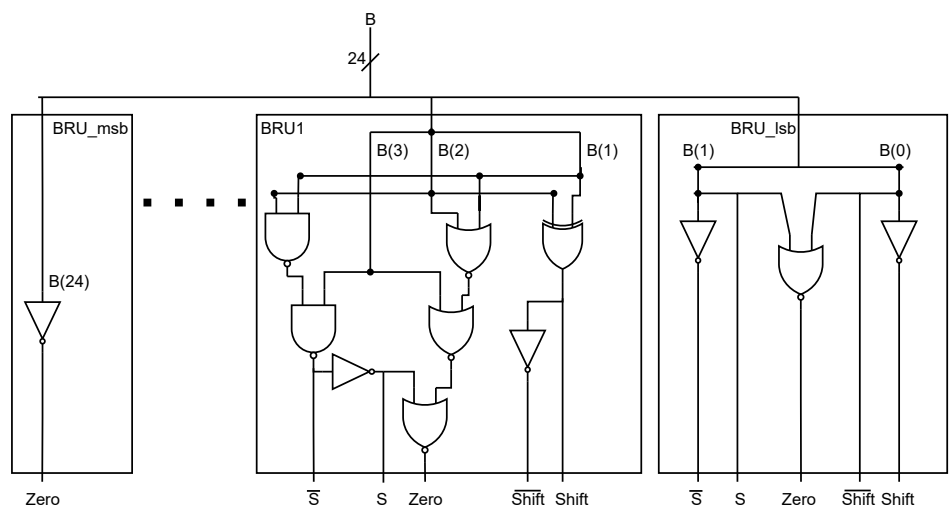 B
24
BRU_msb
BRU1
BRU_lsb
B(3)
B(2)
B(1)
B(1)
B(0)
B(24)
Zero
S̅
S
Zero
S̅h̅i̅f̅t̅
Shift
S̅
S
Zero
S̅h̅i̅f̅t̅
Shift